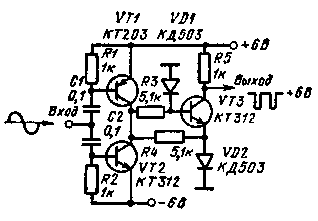 VT1 VD1
КТ203 КД503
+6В
R1
1к
R3
5,1к
R5
1к
Выход
+6В
C1
0,1
Вход
C2
0,1
VT3
КТ312
R4
5,1к
VT2
КТ312
VD2
КД503
R2
1к
-6В